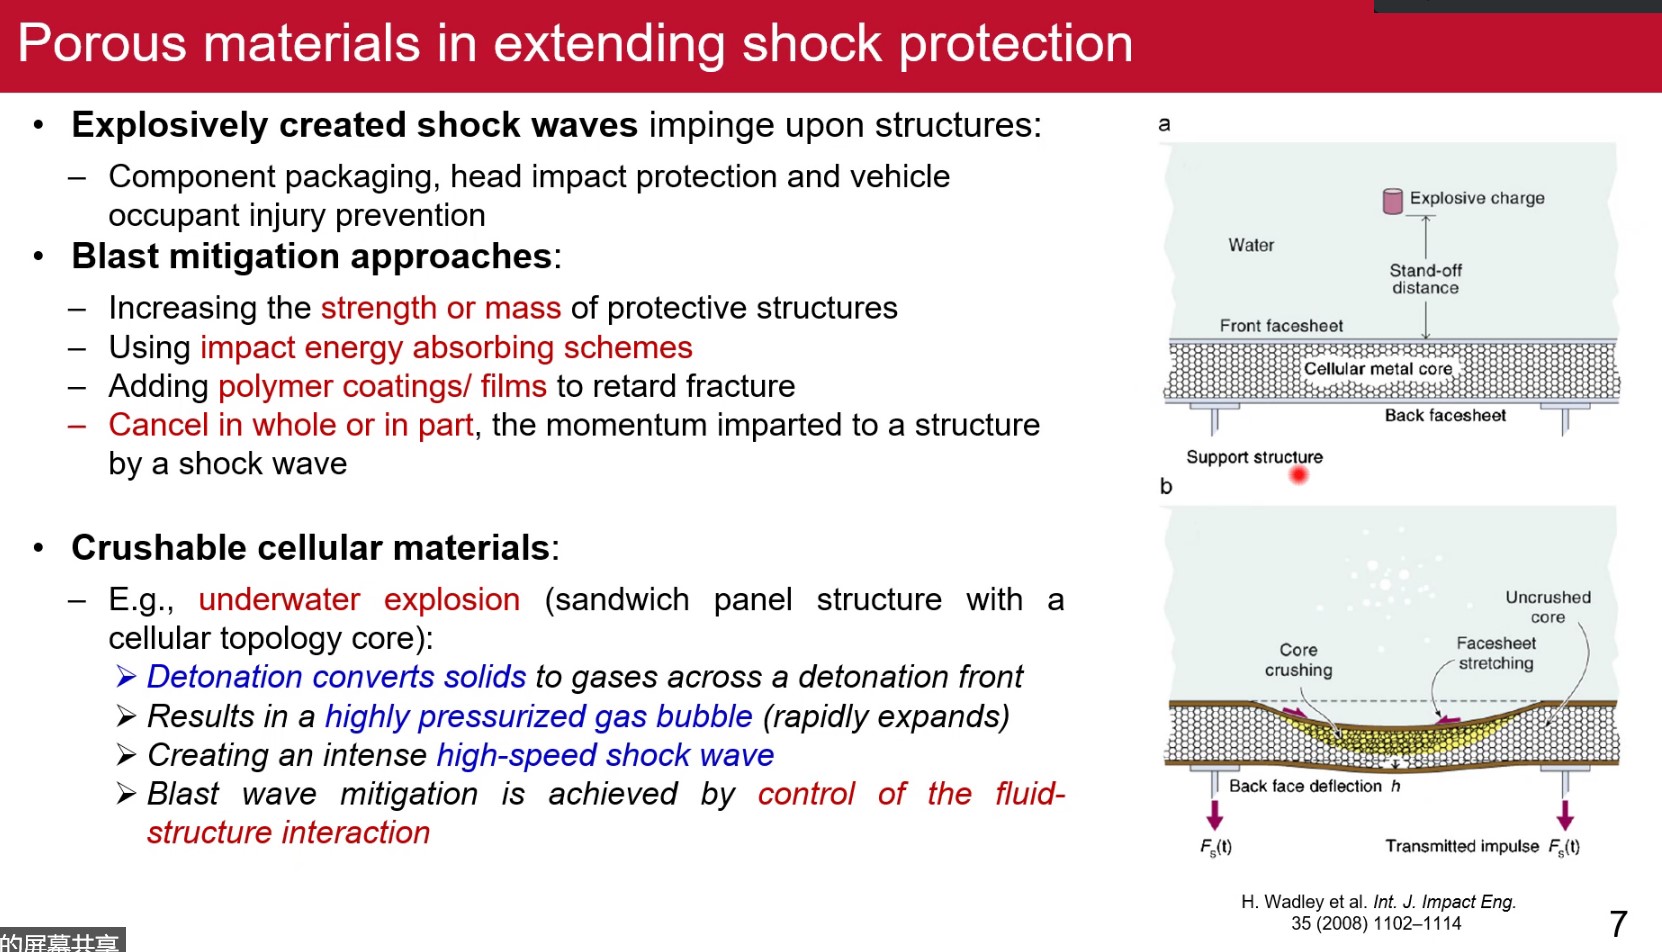 Porous materials in extending shock protection
• Explosively created shock waves impinge upon structures:
– Component packaging, head impact protection and vehicle
occupant injury prevention
• Blast mitigation approaches:
– Increasing the strength or mass of protective structures
– Using impact energy absorbing schemes
– Adding polymer coatings/ films to retard fracture
– Cancel in whole or in part, the momentum imparted to a structure
by a shock wave
• Crushable cellular materials:
– E.g., underwater explosion (sandwich panel structure with a
cellular topology core):
➢ Detonation converts solids to gases across a detonation front
➢ Results in a highly pressurized gas bubble (rapidly expands)
➢ Creating an intense high-speed shock wave
➢ Blast wave mitigation is achieved by control of the fluid-
structure interaction
a
Explosive charge
Water
Stand-off
distance
Front facesheet
Cellular metal core
Back facesheet
Support structure
b
Uncrushed
core
Core
crushing
Facesheet
stretching
Back face deflection h
Fs(t)
Transmitted impulse Fs(t)
H. Wadley et al. Int. J. Impact Eng.
35 (2008) 1102–1114
7
的屏幕共享